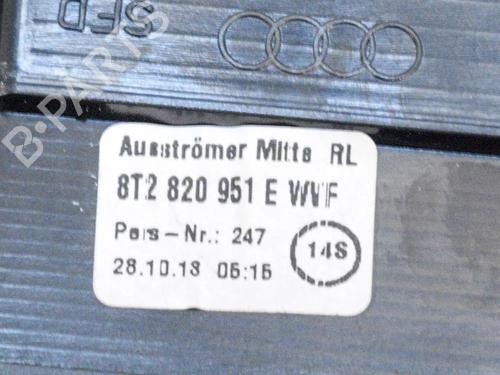 SFD
B-PARTS
Ausströmer Mitte RL
8T2 820 951 E WVF
Pers-Nr.: 247
14S
28.10.13 05:15